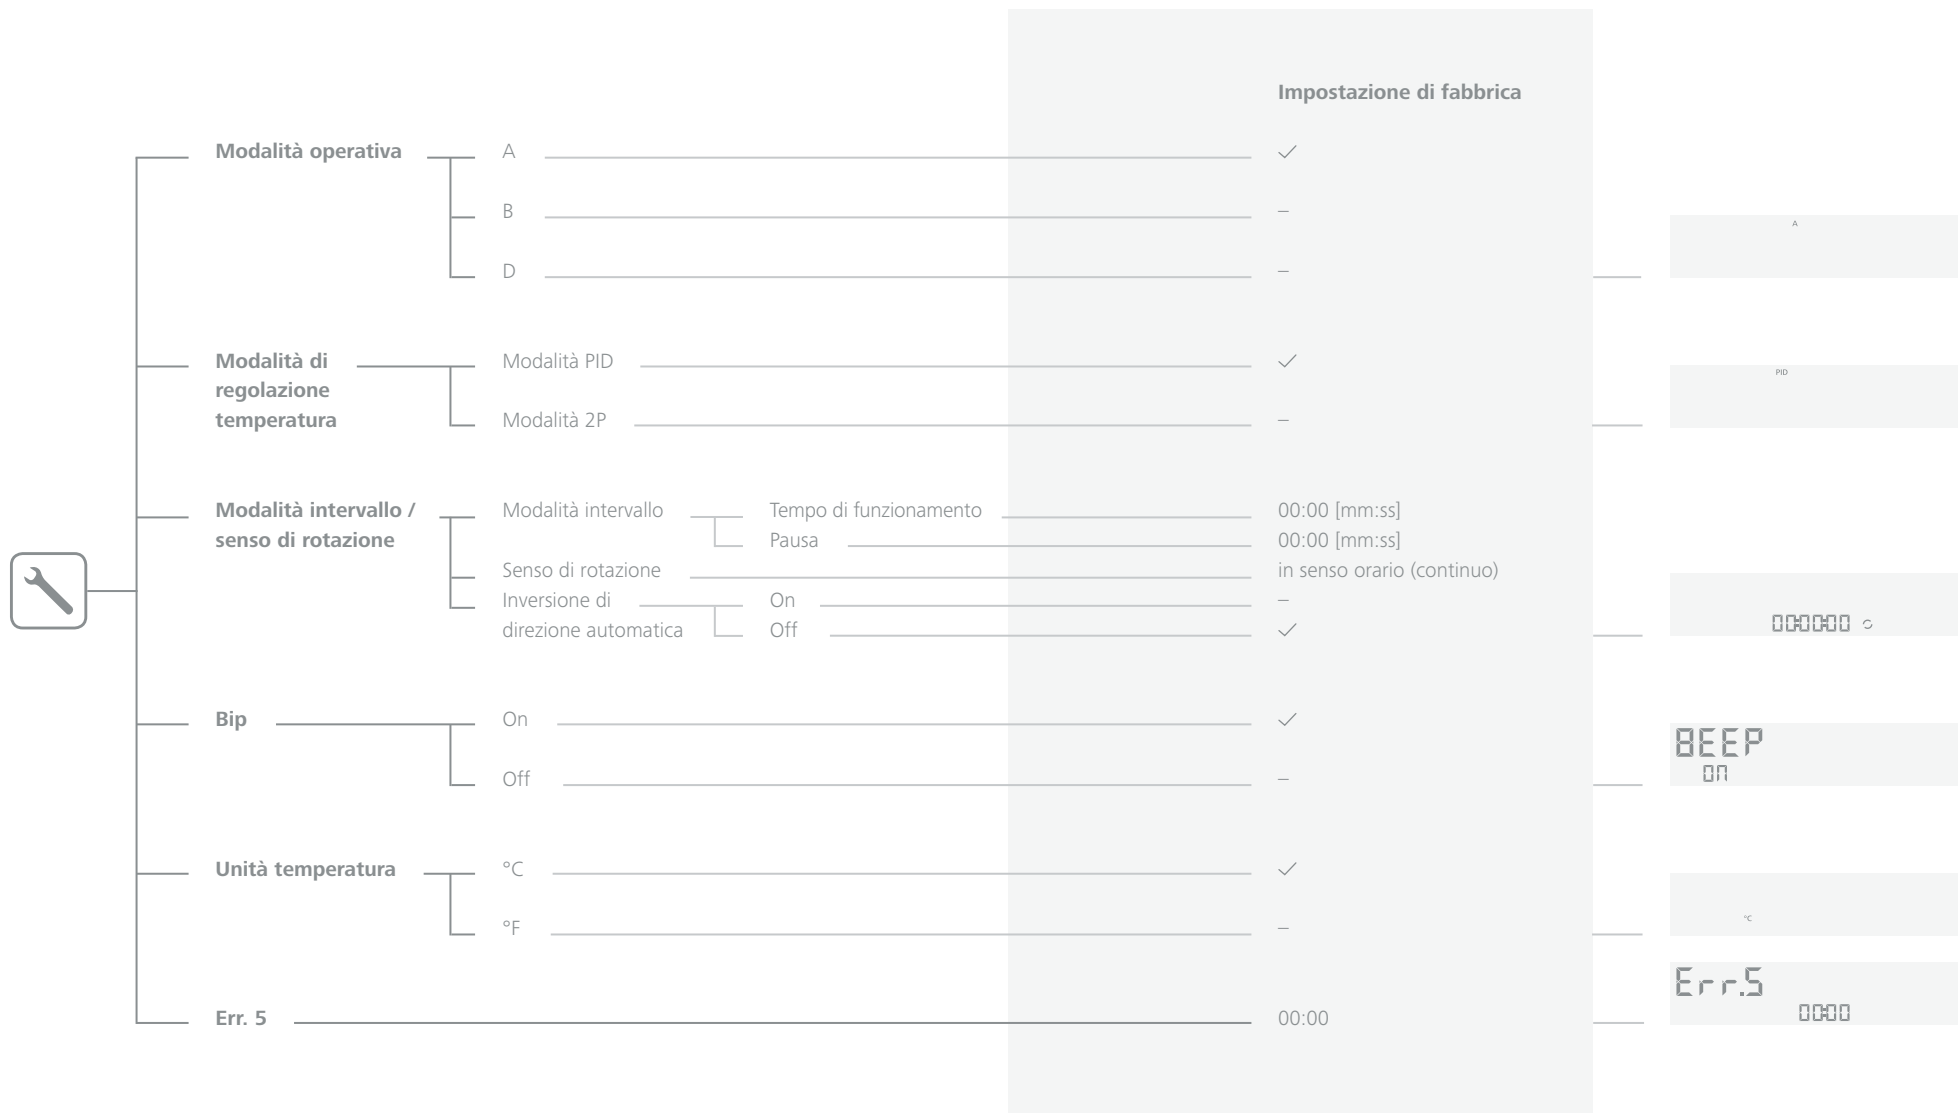 Impostazione di fabbrica
Modalità operativa A ✓
B –
A
D –
Modalità di Modalità PID ✓
PID
regolazione
temperatura Modalità 2P –
Modalità intervallo / Modalità intervallo Tempo di funzionamento 00:00 [mm:ss]
senso di rotazione Pausa 00:00 [mm:ss]
Senso di rotazione in senso orario (continuo)
Inversione di On –
direzione automatica Off ✓
00:00:00
Bip On ✓
BEEP
on
Off –
Unità temperatura °C ✓
°C
°F –
Err.5
00:00
Err. 5 00:00